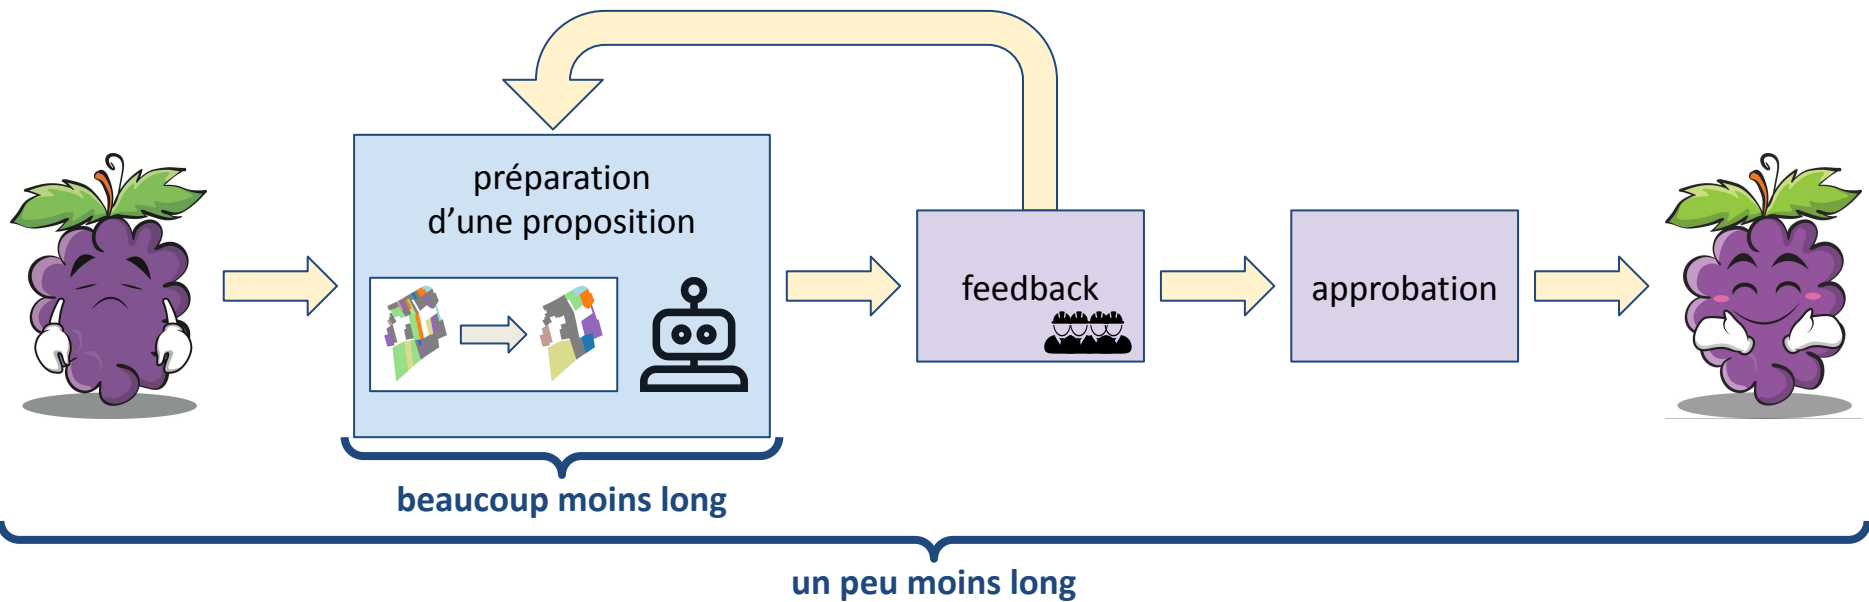 préparation
d’une proposition
feedback
approbation
beaucoup moins long
un peu moins long